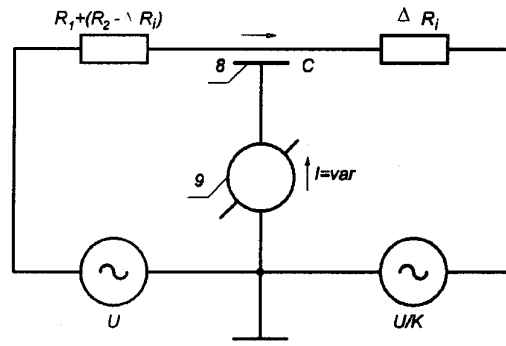 R₁+(R₂ - \ Rᵢ)
Δ Rᵢ
8
C
9
I=var
U
U/K